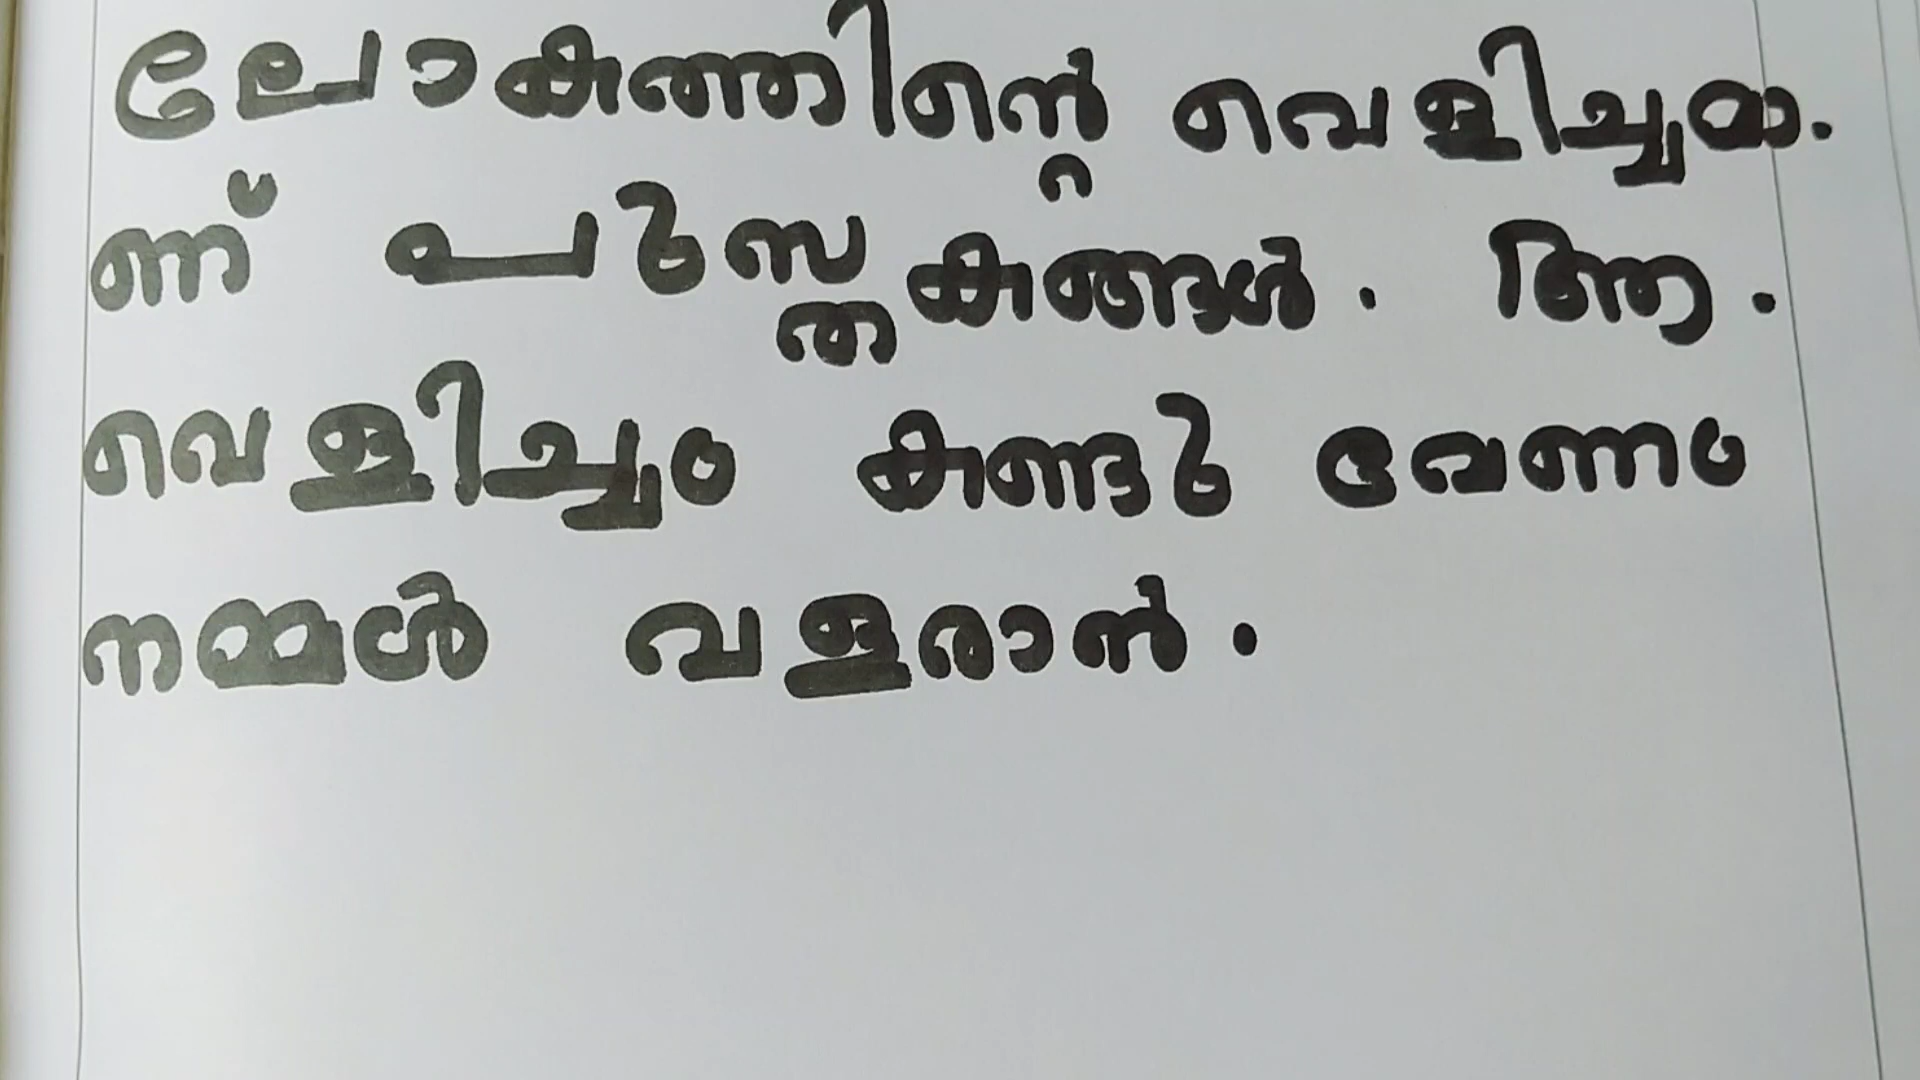 ലോകത്തിന്റെ വെളിച്ചമാ.
ണ് പുസ്തകങ്ങൾ. ആ.
വെളിച്ചം കണ്ടു വേണം
നമ്മൾ വളരാൻ.